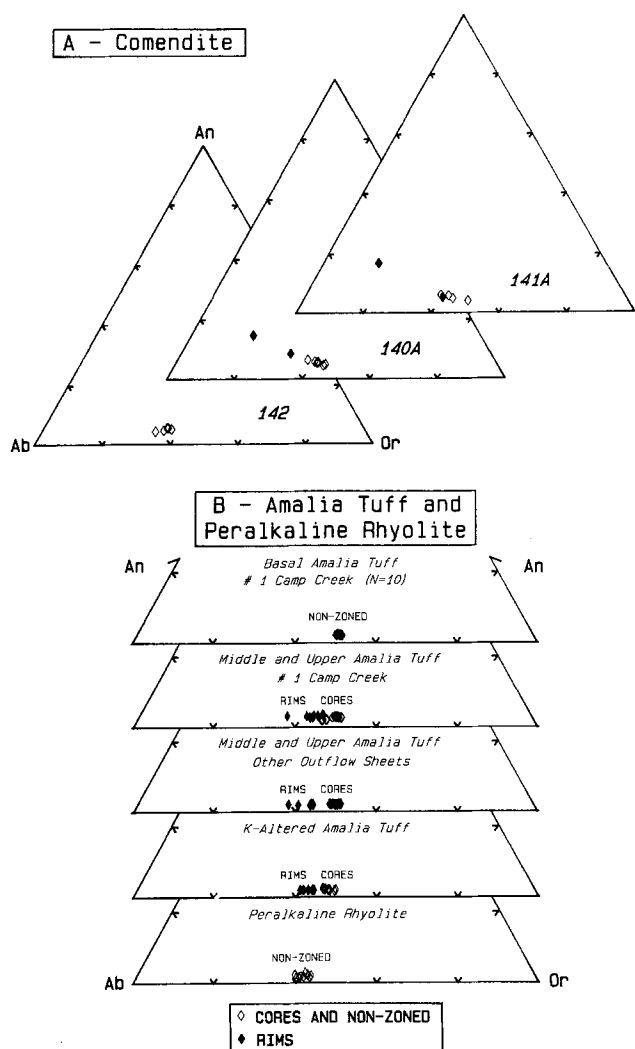 A - Comendite
An
141A
140A
142
Ab
Or
B - Amalia Tuff and
Peralkaline Rhyolite
An
An
Basal Amalia Tuff
# 1 Camp Creek (N=10)
NON-ZONED
Middle and Upper Amalia Tuff
# 1 Camp Creek
RIMS CORES
Middle and Upper Amalia Tuff
Other Outflow Sheets
RIMS CORES
K-Altered Amalia Tuff
RIMS CORES
Peralkaline Rhyolite
NON-ZONED
Ab
Or
◇ CORES AND NON-ZONED
◆ RIMS